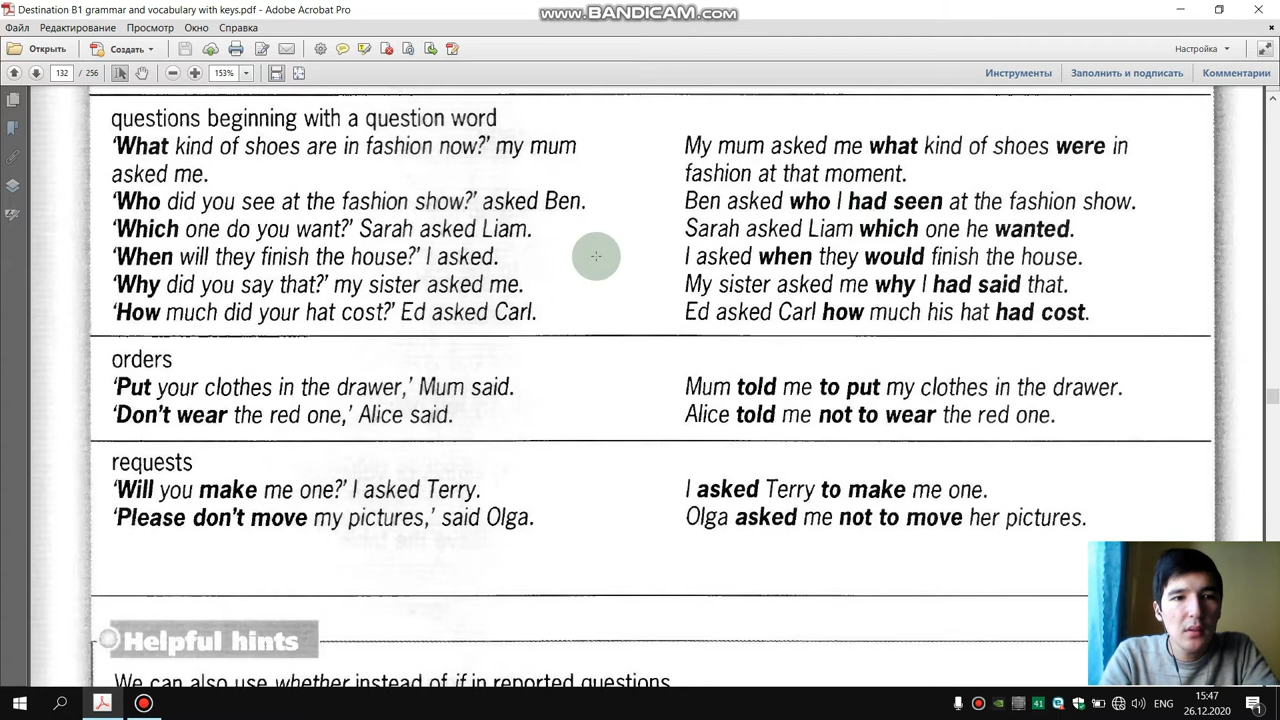 Destination B1 grammar and vocabulary with keys.pdf - Adobe Acrobat Pro
www.BANDICAM.com
Файл Редактирование Просмотр Окно Справка
Открыть Создать Настройка
132 / 256 153% Инструменты Заполнить и подписать Комментарии
questions beginning with a question word
‘What kind of shoes are in fashion now?’ my mum
asked me.
My mum asked me what kind of shoes were in
fashion at that moment.
‘Who did you see at the fashion show?’ asked Ben.
Ben asked who I had seen at the fashion show.
‘Which one do you want?’ Sarah asked Liam.
Sarah asked Liam which one he wanted.
‘When will they finish the house?’ I asked.
I asked when they would finish the house.
‘Why did you say that?’ my sister asked me.
My sister asked me why I had said that.
‘How much did your hat cost?’ Ed asked Carl.
Ed asked Carl how much his hat had cost.
orders
‘Put your clothes in the drawer,’ Mum said.
Mum told me to put my clothes in the drawer.
‘Don’t wear the red one,’ Alice said.
Alice told me not to wear the red one.
requests
‘Will you make me one?’ I asked Terry.
I asked Terry to make me one.
‘Please don’t move my pictures,’ said Olga.
Olga asked me not to move her pictures.
Helpful hints
We can also use whether instead of if in reported questions
41 ENG 15:47
26.12.2020 1